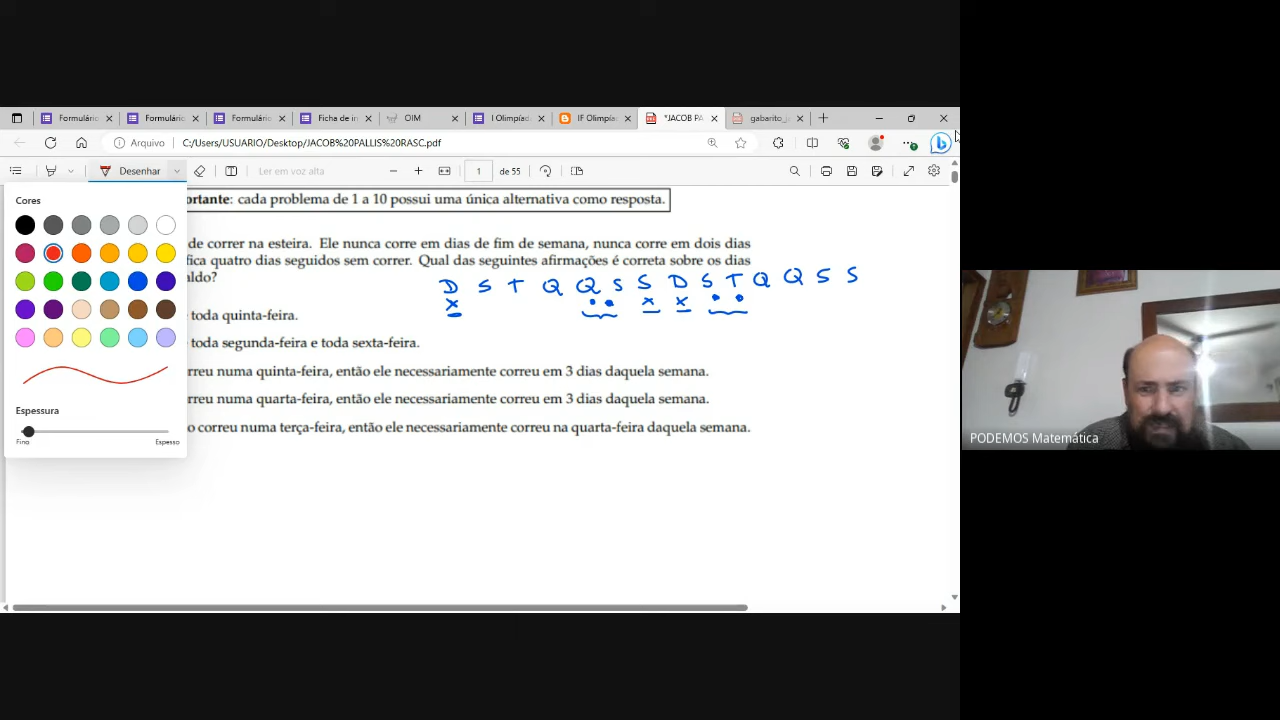 Formulário
Formulário
Formulário
Ficha de in
OIM
I Olimpíad
IF Olimpíac
*JACOB PA
gabarito_ja
Arquivo
C:/Users/USUARIO/Desktop/JACOB%20PALLIS%20RASC.pdf
Desenhar
Ler em voz alta
1
de 55
Cores
ortante: cada problema de 1 a 10 possui uma única alternativa como resposta.
de correr na esteira. Ele nunca corre em dias de fim de semana, nunca corre em dois dias
fica quatro dias seguidos sem correr. Qual das seguintes afirmações é correta sobre os dias
aldo?
D S T Q Q S S D S T Q Q S S
X X X
toda quinta-feira.
toda segunda-feira e toda sexta-feira.
rreu numa quinta-feira, então ele necessariamente correu em 3 dias daquela semana.
rreu numa quarta-feira, então ele necessariamente correu em 3 dias daquela semana.
o correu numa terça-feira, então ele necessariamente correu na quarta-feira daquela semana.
Espessura
Fino
Espesso
PODEMOS Matemática